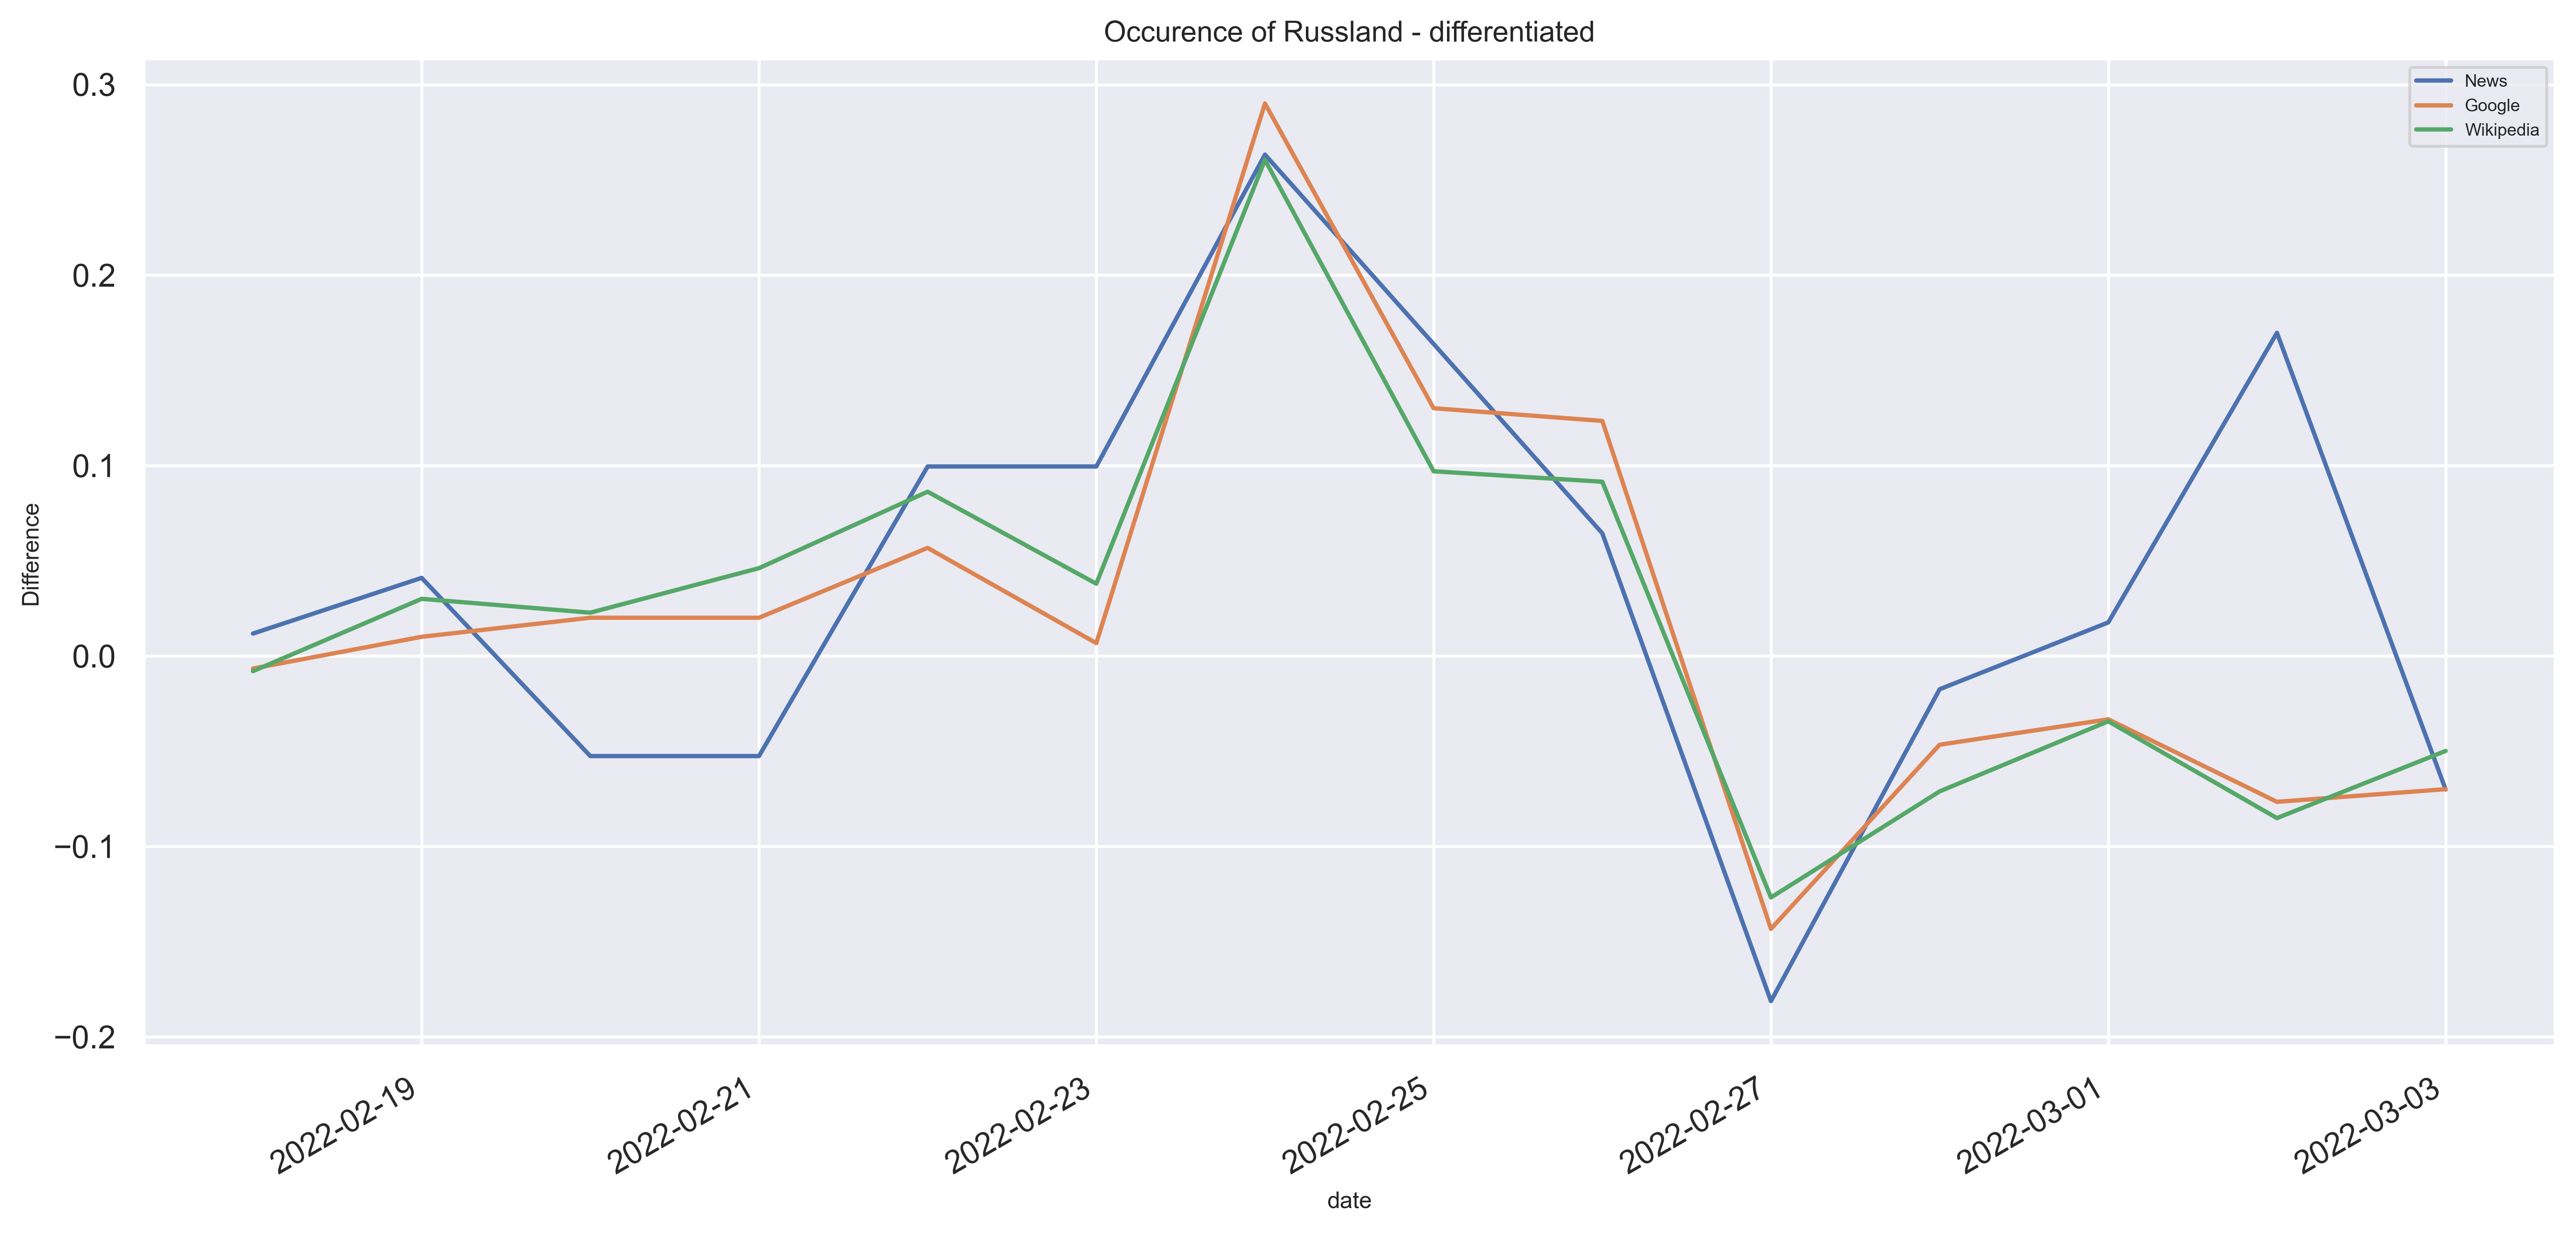 Occurence of Russland - differentiated
0.3
0.2
0.1
0.0
−0.1
−0.2
Difference
News
Google
Wikipedia
2022-02-19
2022-02-21
2022-02-23
2022-02-25
2022-02-27
2022-03-01
2022-03-03
date